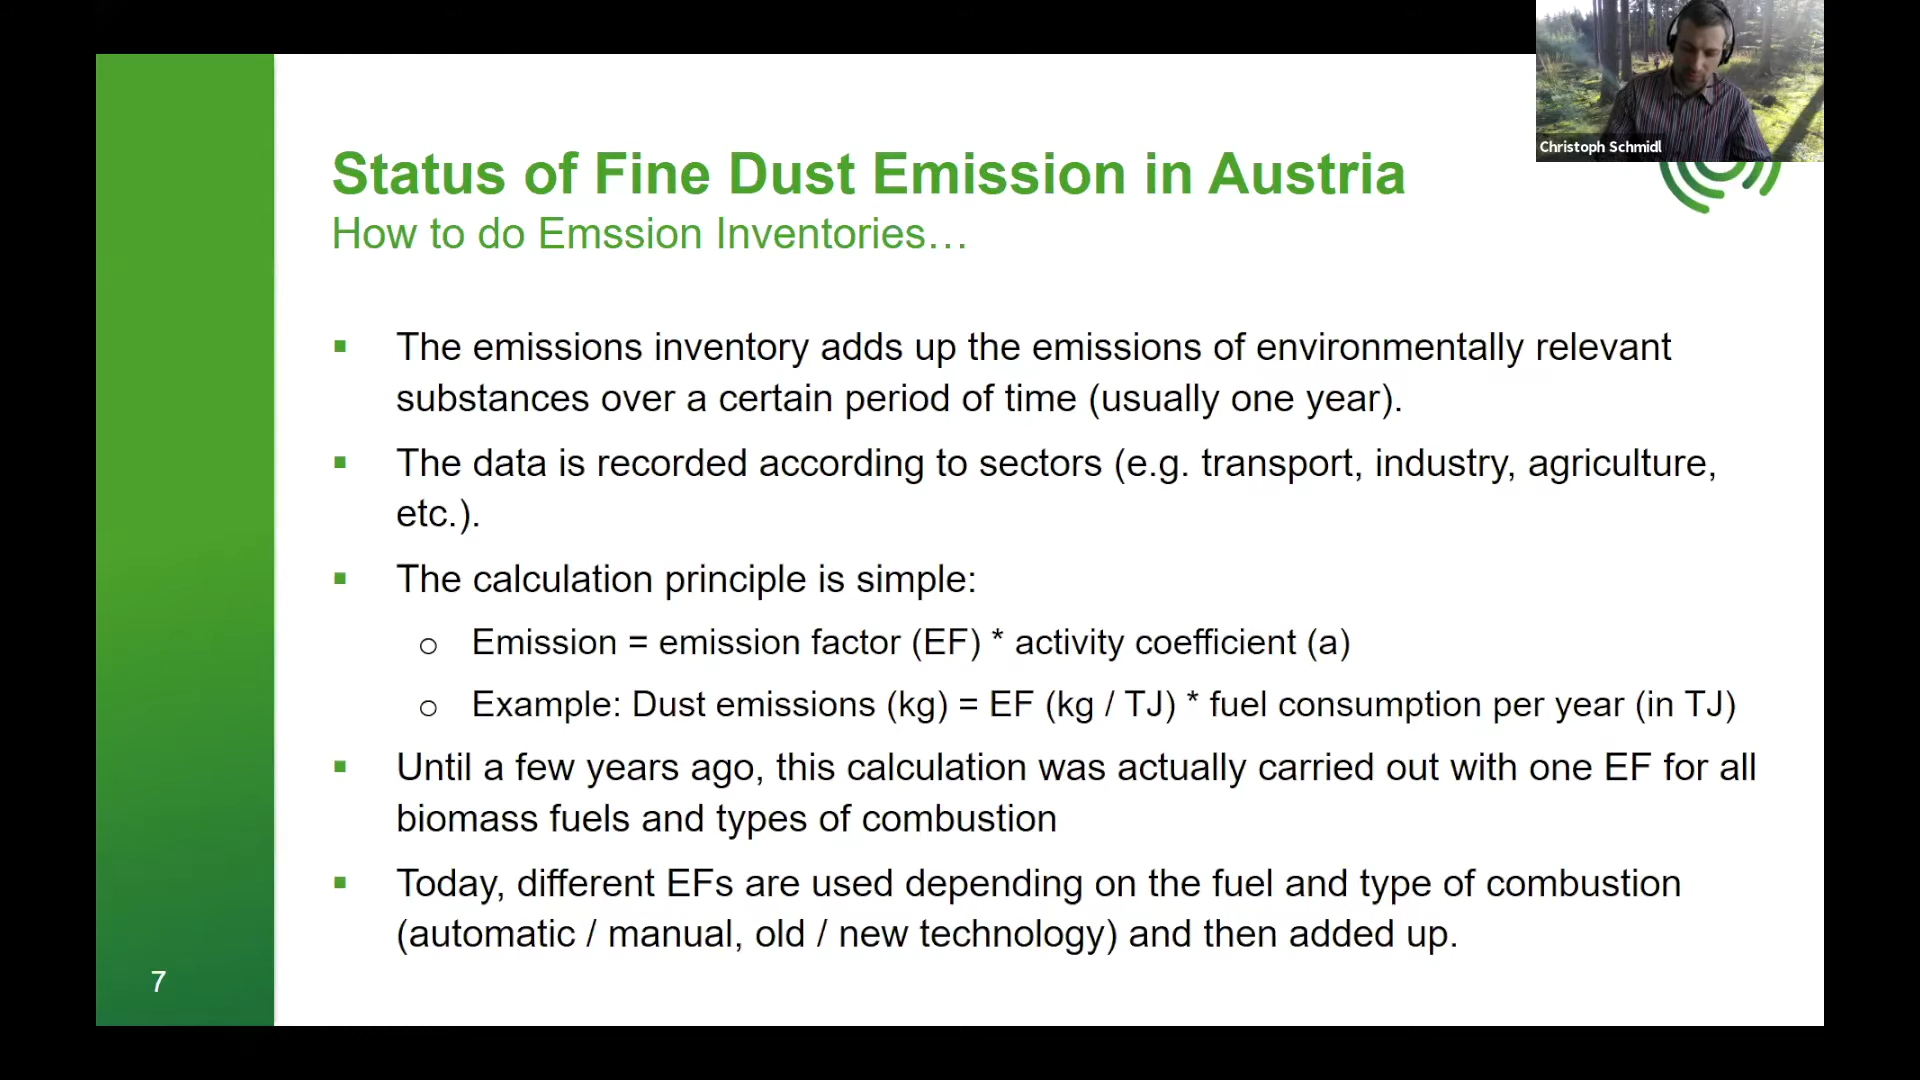 Christoph Schmidl
Status of Fine Dust Emission in Austria
How to do Emssion Inventories…
▪ The emissions inventory adds up the emissions of environmentally relevant
substances over a certain period of time (usually one year).
▪ The data is recorded according to sectors (e.g. transport, industry, agriculture,
etc.).
▪ The calculation principle is simple:
o Emission = emission factor (EF) * activity coefficient (a)
o Example: Dust emissions (kg) = EF (kg / TJ) * fuel consumption per year (in TJ)
▪ Until a few years ago, this calculation was actually carried out with one EF for all
biomass fuels and types of combustion
▪ Today, different EFs are used depending on the fuel and type of combustion
(automatic / manual, old / new technology) and then added up.
7